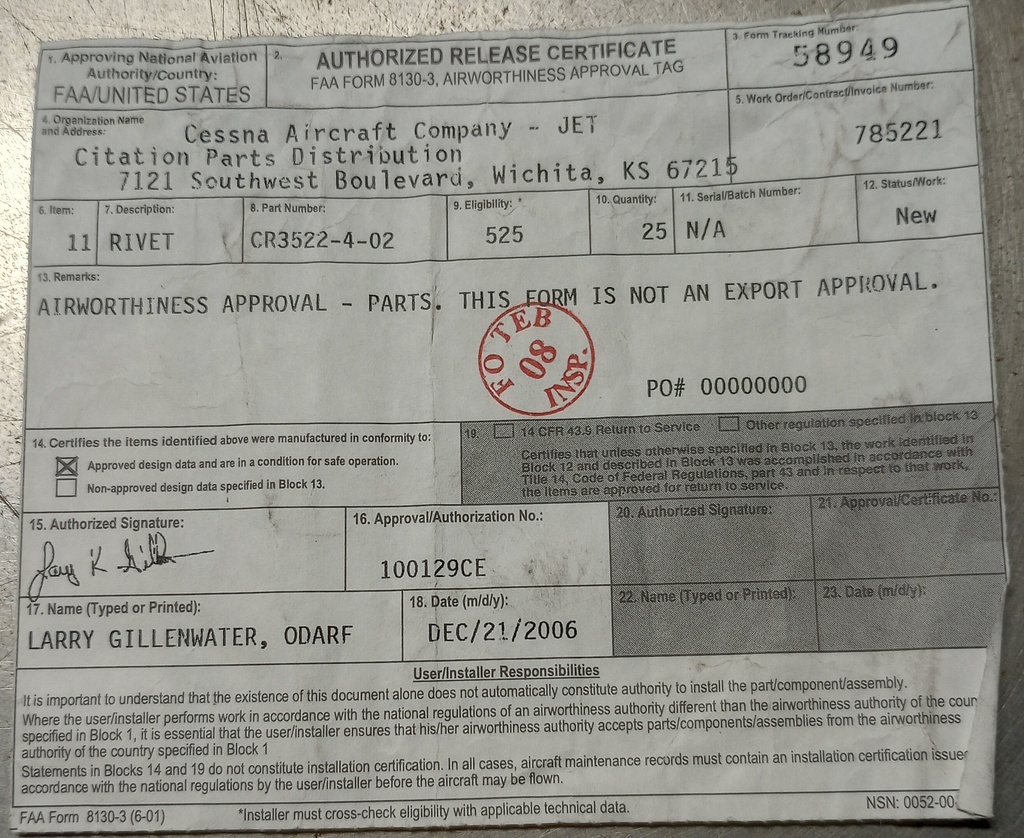 1. Approving National Aviation
Authority/Country:
FAA/UNITED STATES
2.
AUTHORIZED RELEASE CERTIFICATE
FAA FORM 8130-3, AIRWORTHINESS APPROVAL TAG
3. Form Tracking Number:
58949
4. Organization Name
and Address:
Cessna Aircraft Company - JET
Citation Parts Distribution
7121 Southwest Boulevard, Wichita, KS 67215
5. Work Order/Contract/Invoice Number:
785221
6. Item:
11
7. Description:
RIVET
8. Part Number:
CR3522-4-02
9. Eligibility: *
525
10. Quantity:
25
11. Serial/Batch Number:
N/A
12. Status/Work:
New
13. Remarks:
AIRWORTHINESS APPROVAL - PARTS. THIS FORM IS NOT AN EXPORT APPROVAL.
FO TEB
08
INSP.
PO# 00000000
14. Certifies the items identified above were manufactured in conformity to:
Approved design data and are in a condition for safe operation.
Non-approved design data specified in Block 13.
19. 14 CFR 43.9 Return to Service Other regulation specified in block 13
Certifies that unless otherwise specified in Block 13, the work identified in
Block 12 and described in Block 13 was accomplished in accordance with
Title 14, Code of Federal Regulations, part 43 and in respect to that work,
the items are approved for return to service.
15. Authorized Signature:
16. Approval/Authorization No.:
100129CE
20. Authorized Signature:
21. Approval/Certificate No.:
17. Name (Typed or Printed):
LARRY GILLENWATER, ODARF
18. Date (m/d/y):
DEC/21/2006
22. Name (Typed or Printed):
23. Date (m/d/y):
User/Installer Responsibilities
It is important to understand that the existence of this document alone does not automatically constitute authority to install the part/component/assembly.
Where the user/installer performs work in accordance with the national regulations of an airworthiness authority different than the airworthiness authority of the coun
specified in Block 1, it is essential that the user/installer ensures that his/her airworthiness authority accepts parts/components/assemblies from the airworthiness
authority of the country specified in Block 1
Statements in Blocks 14 and 19 do not constitute installation certification. In all cases, aircraft maintenance records must contain an installation certification issue
accordance with the national regulations by the user/installer before the aircraft may be flown.
FAA Form 8130-3 (6-01)
*Installer must cross-check eligibility with applicable technical data.
NSN: 0052-00